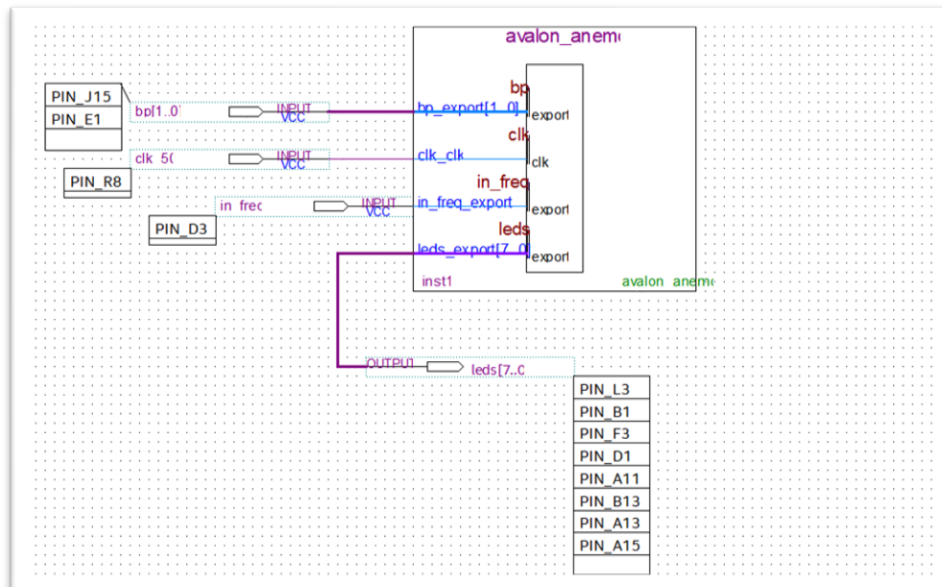 avalon_anem
PIN_J15
PIN_E1
bp[1..0
INPUT
VCC
bp
bp_export[1..0]
export
clk_5
INPUT
VCC
clk
clk_clk
clk
PIN_R8
in_fre
INPUT
VCC
in_freq
in_freq_export
export
PIN_D3
leds
leds_export[7..0]
export
inst1
avalon_anem
OUTPUT
leds[7..0
PIN_L3
PIN_B1
PIN_F3
PIN_D1
PIN_A11
PIN_B13
PIN_A13
PIN_A15